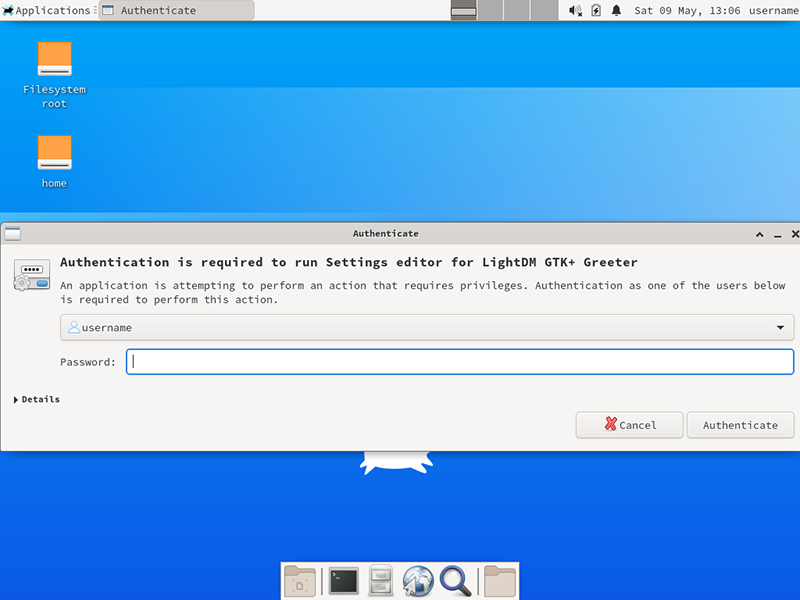 Applications
Authenticate
Sat 09 May, 13:06
username
Filesystem
root
home
Authenticate
Authentication is required to run Settings editor for LightDM GTK+ Greeter
An application is attempting to perform an action that requires privileges. Authentication as one of the users below
is required to perform this action.
username
Password:
Details
Cancel
Authenticate